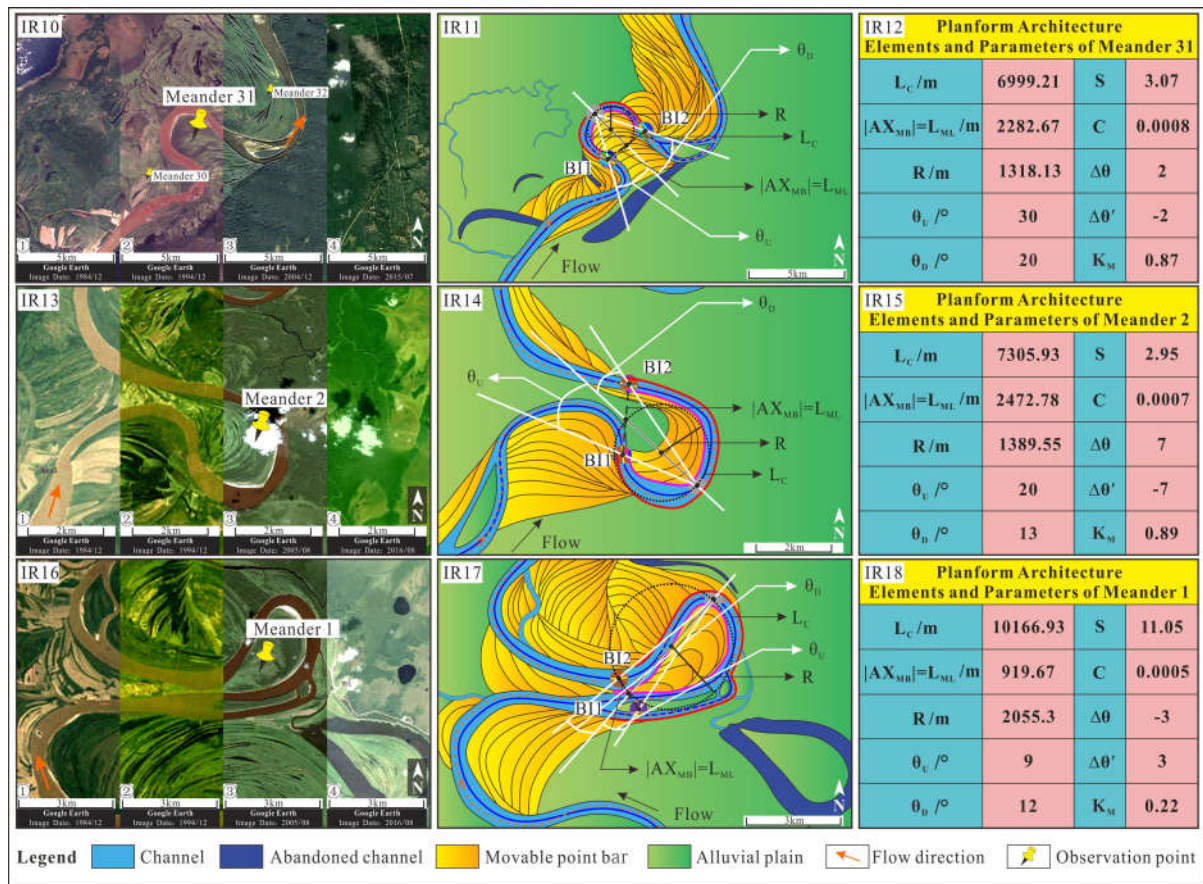 IR10
Meander 31
Meander 32
Meander 30
① ② ③ ④
5km 5km 5km 5km
Google Earth Google Earth Google Earth Google Earth
Image Date: 1984/12 Image Date: 1994/12 Image Date: 2004/12 Image Date: 2015/07
N
IR11
θD
BI2
R
LC
BI1
|AXMB|=LML
θU
Flow
N
5km
IR12 Planform Architecture
Elements and Parameters of Meander 31
LC /m 6999.21 S 3.07
|AXMB|=LML /m 2282.67 C 0.0008
R/m 1318.13 Δθ 2
θU /° 30 Δθ′ -2
θD /° 20 KM 0.87
IR13
Meander 2
① ② ③ ④
2km 2km 2km 2km
Google Earth Google Earth Google Earth Google Earth
Image Date: 1984/12 Image Date: 1994/12 Image Date: 2005/08 Image Date: 2016/08
N
IR14
θD
θU
BI2
|AXMB|=LML
R
BI1
LC
Flow
N
2km
IR15 Planform Architecture
Elements and Parameters of Meander 2
LC /m 7305.93 S 2.95
|AXMB|=LML /m 2472.78 C 0.0007
R/m 1389.55 Δθ 7
θU /° 20 Δθ′ -7
θD /° 13 KM 0.89
IR16
Meander 1
① ② ③ ④
3km 3km 3km 3km
Google Earth Google Earth Google Earth Google Earth
Image Date: 1984/12 Image Date: 1994/12 Image Date: 2005/08 Image Date: 2016/08
N
IR17
θD
LC
θU
BI2
R
BI1
|AXMB|=LML
Flow
N
3km
IR18 Planform Architecture
Elements and Parameters of Meander 1
LC /m 10166.93 S 11.05
|AXMB|=LML /m 919.67 C 0.0005
R/m 2055.3 Δθ -3
θU /° 9 Δθ′ 3
θD /° 12 KM 0.22
Legend Channel Abandoned channel Movable point bar Alluvial plain Flow direction Observation point